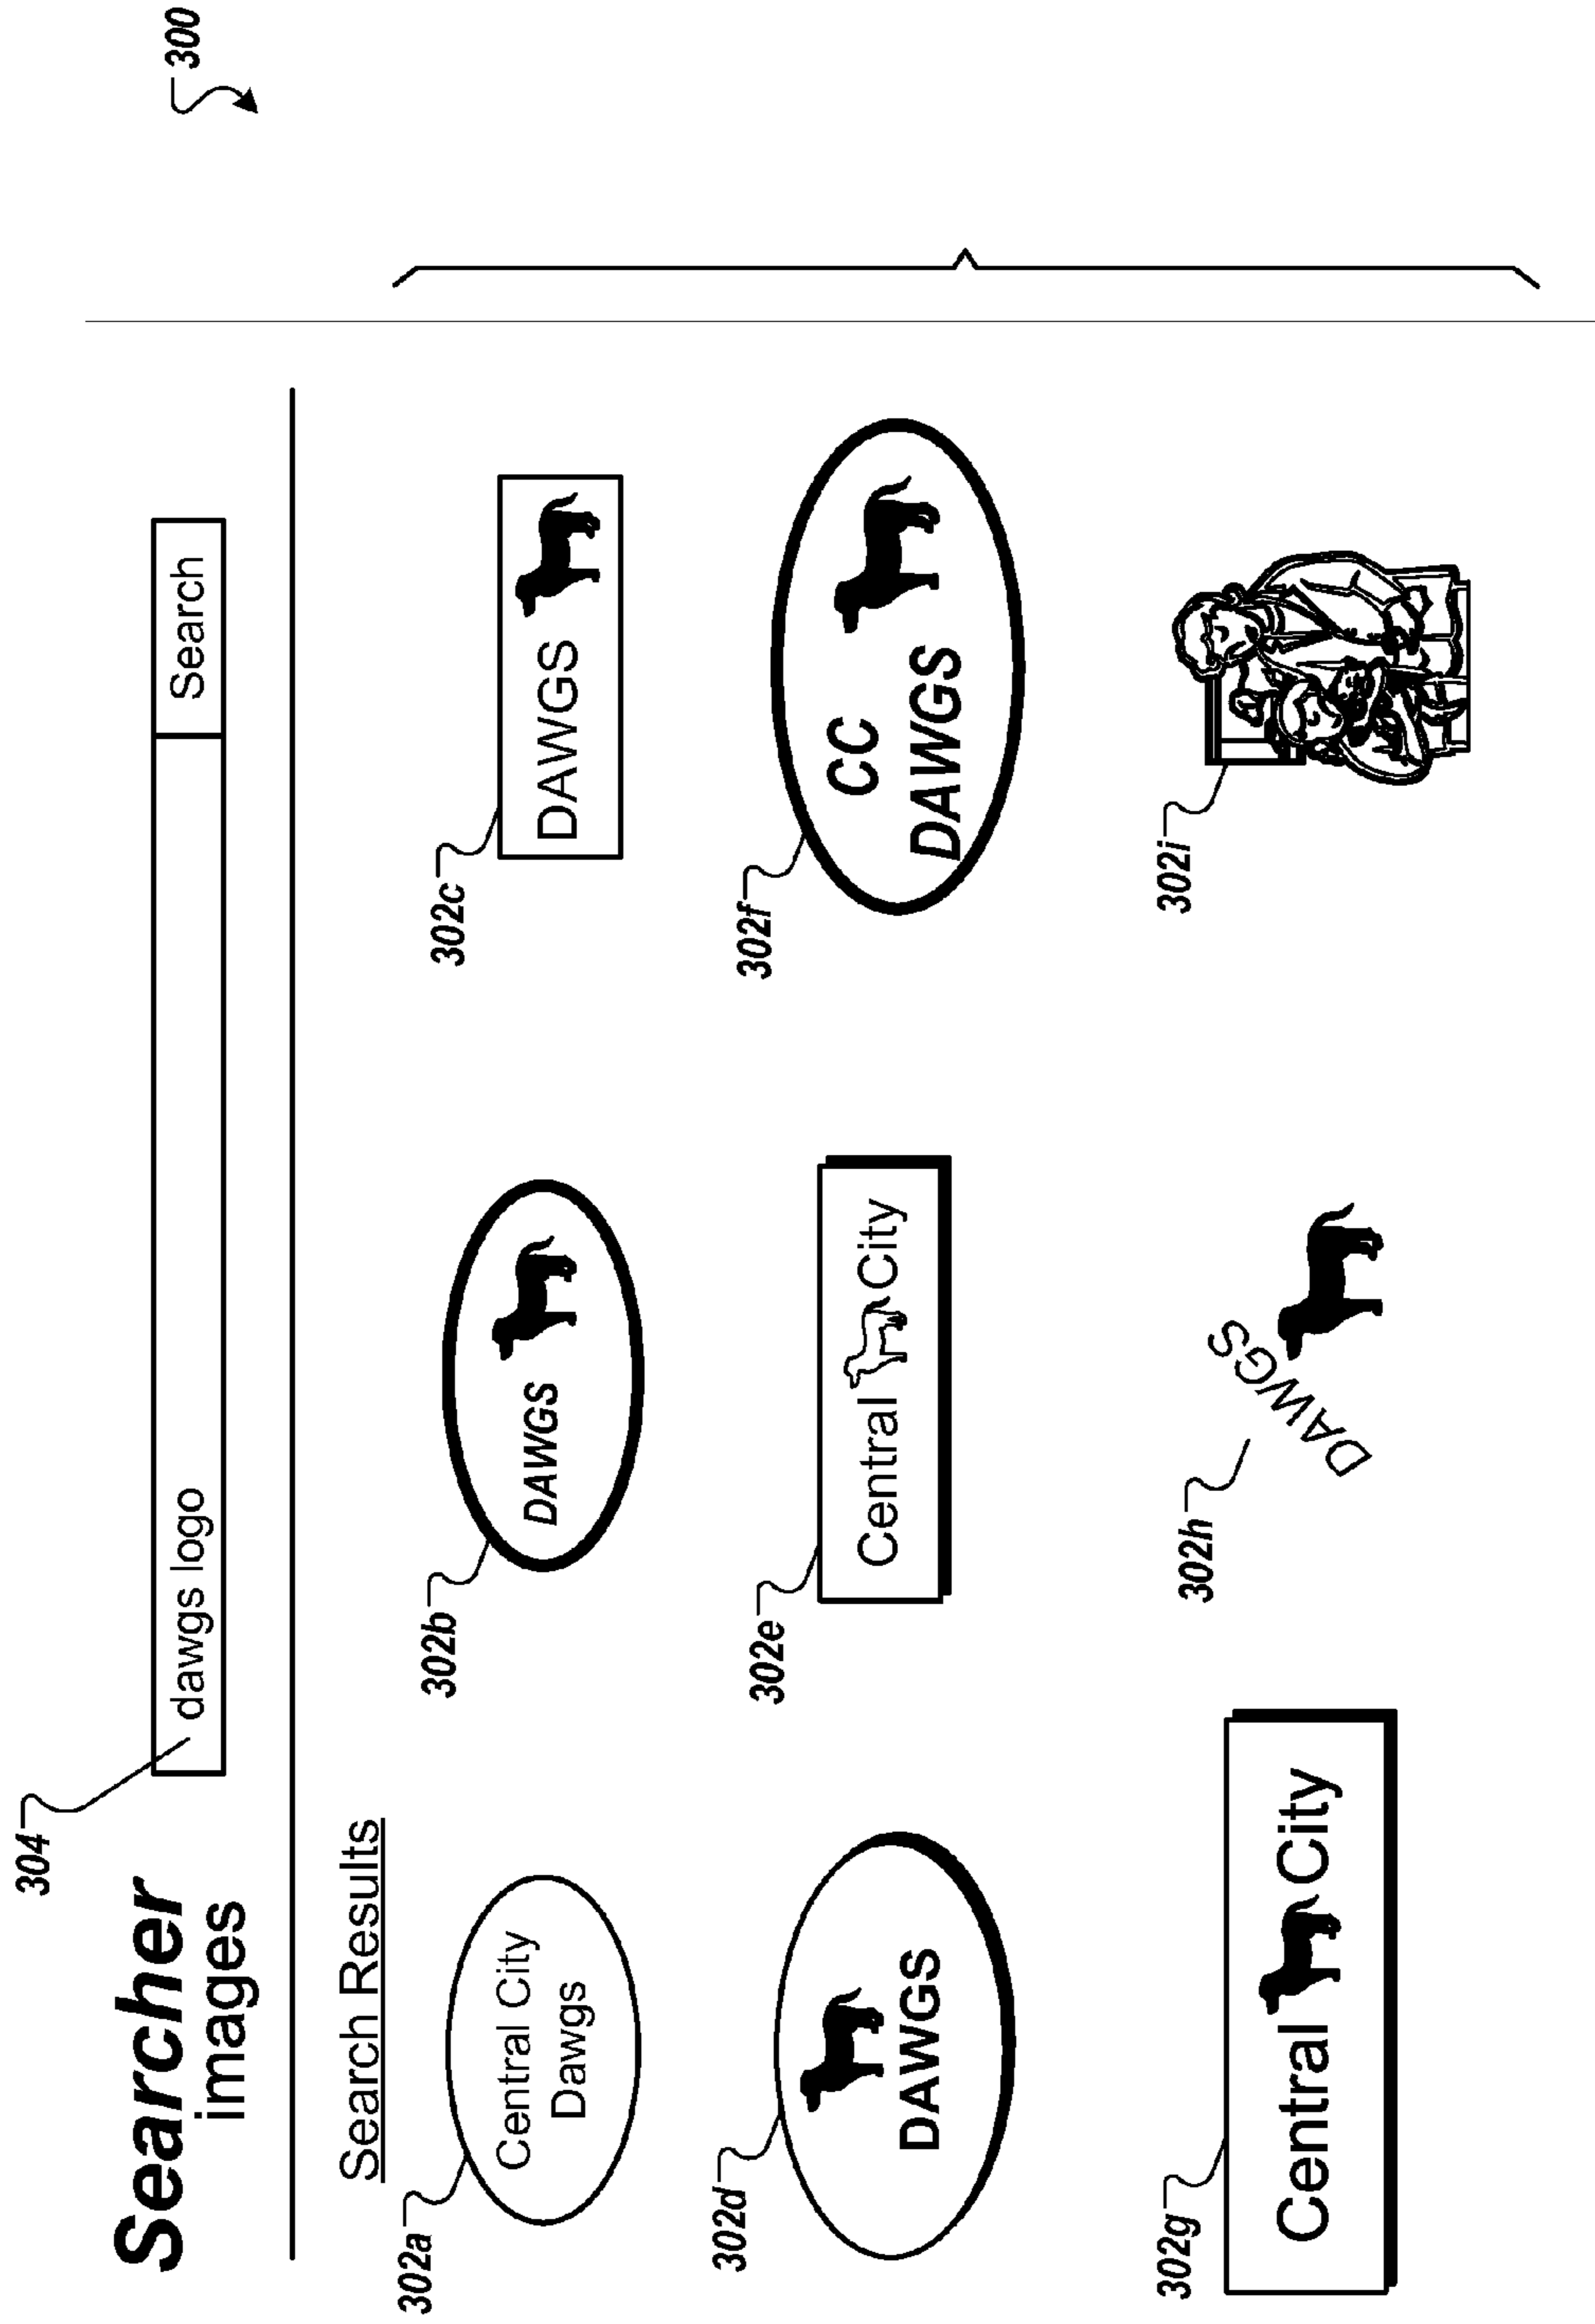 300
304
Searcher
images
dawgs logo
Search
Search Results
302a
Central City
Dawgs
302b
DAWGS
302c
DAWGS
302d
DAWGS
302e
Central City
302f
CC
DAWGS
302g
Central City
302h
DAWGS
302i